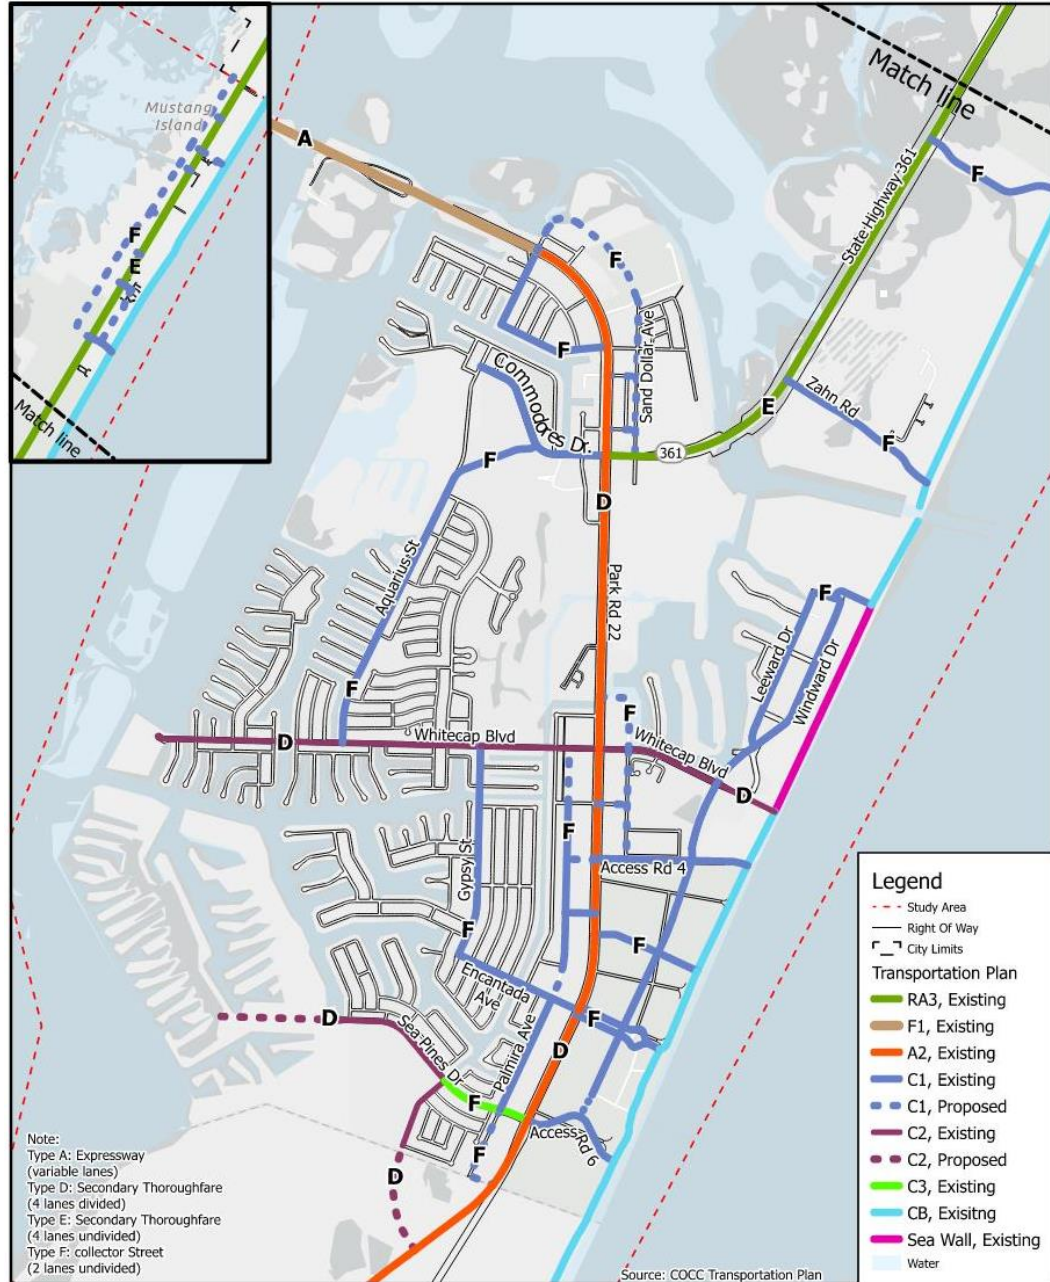 Mustang
Island
F
E
A
Match line
A
Match line
F
State Highway 361
F
Sand Dollar Ave
F
Commodores Dr.
361
E
Zahn Rd
F
F
D
Aquarius St
Park Rd 22
F
Leeward Dr
Windward Dr
F
D
Whitecap Blvd
F
Whitecap Blvd
D
F
Gypsy St
Access Rd 4
F
F
Encantada
Ave
F
D
Sea Pines Dr
Palmira Ave
D
F
Access Rd 6
F
D
Note:
Type A: Expressway
(variable lanes)
Type D: Secondary Thoroughfare
(4 lanes divided)
Type E: Secondary Thoroughfare
(4 lanes undivided)
Type F: collector Street
(2 lanes undivided)
Legend
Study Area
Right Of Way
City Limits
Transportation Plan
RA3, Existing
F1, Existing
A2, Existing
C1, Existing
C1, Proposed
C2, Existing
C2, Proposed
C3, Existing
CB, Exisitng
Sea Wall, Existing
Water
Source: COCC Transportation Plan